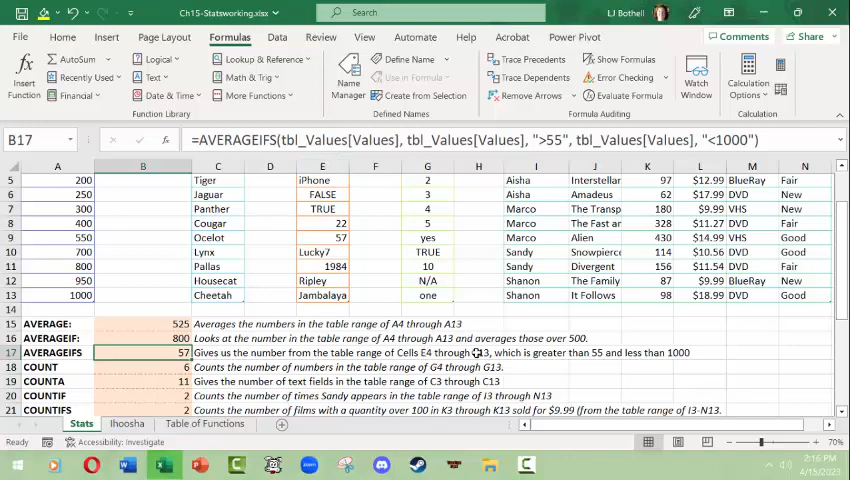 Ch15-Statsworking.xlsx
Search
LJ Bothell
File Home Insert Page Layout Formulas Data Review View Automate Help Acrobat Power Pivot Comments Share
Insert Function
AutoSum Logical Lookup & Reference
Recently Used Text Math & Trig
Financial Date & Time More Functions
Function Library
Name Manager
Define Name
Use in Formula
Create from Selection
Defined Names
Trace Precedents Show Formulas
Trace Dependents Error Checking
Remove Arrows
Formula Auditing
Watch Window
Calculation Options
Calculation
B17 fx =AVERAGEIFS(tbl_Values[Values], tbl_Values[Values], ">55", tbl_Values[Values], "<1000")
A B C D E F G H I J K L M N
5 200 Tiger iPhone 2 Aisha Interstellar 97 $12.99 BlueRay Fair
6 250 Jaguar FALSE 3 Aisha Amadeus 62 $17.99 DVD New
7 300 Panther TRUE 4 Marco The Transp 180 $9.99 VHS New
8 400 Cougar 22 5 Marco The Fast ar 328 $11.27 DVD Fair
9 550 Ocelot 57 yes Marco Alien 430 $14.99 VHS Good
10 700 Lynx Lucky7 TRUE Sandy Snowpierce 114 $10.56 DVD Good
11 800 Pallas 1984 10 Sandy Divergent 156 $11.54 DVD Fair
12 950 Housecat Ripley N/A Shanon The Family 87 $9.99 BlueRay New
13 1000 Cheetah Jambalaya one Shanon It Follows 98 $18.99 DVD Good
15 AVERAGE: 525 Averages the numbers in the table range of A4 through A13
16 AVERAGEIF: 800 Looks at the number in the table range of A4 through A13 and averages those over 500.
17 AVERAGEIFS 57 Gives us the number from the table range of Cells E4 through 13, which is greater than 55 and less than 1000
18 COUNT 6 Counts the number of numbers in the table range of G4 through G13.
19 COUNTA 11 Gives the number of text fields in the table range of C3 through C13
20 COUNTIF 2 Counts the number of times Sandy appears in the table range of I3 through N13
21 COUNTIFS 2 Counts the number of films with a quantity over 100 in K3 through K13 sold for $9.99 (from the table range of I3-N13.
Stats Ihoosha Table of Functions
Ready Accessibility: Investigate 70%
2:16 PM
4/15/2023